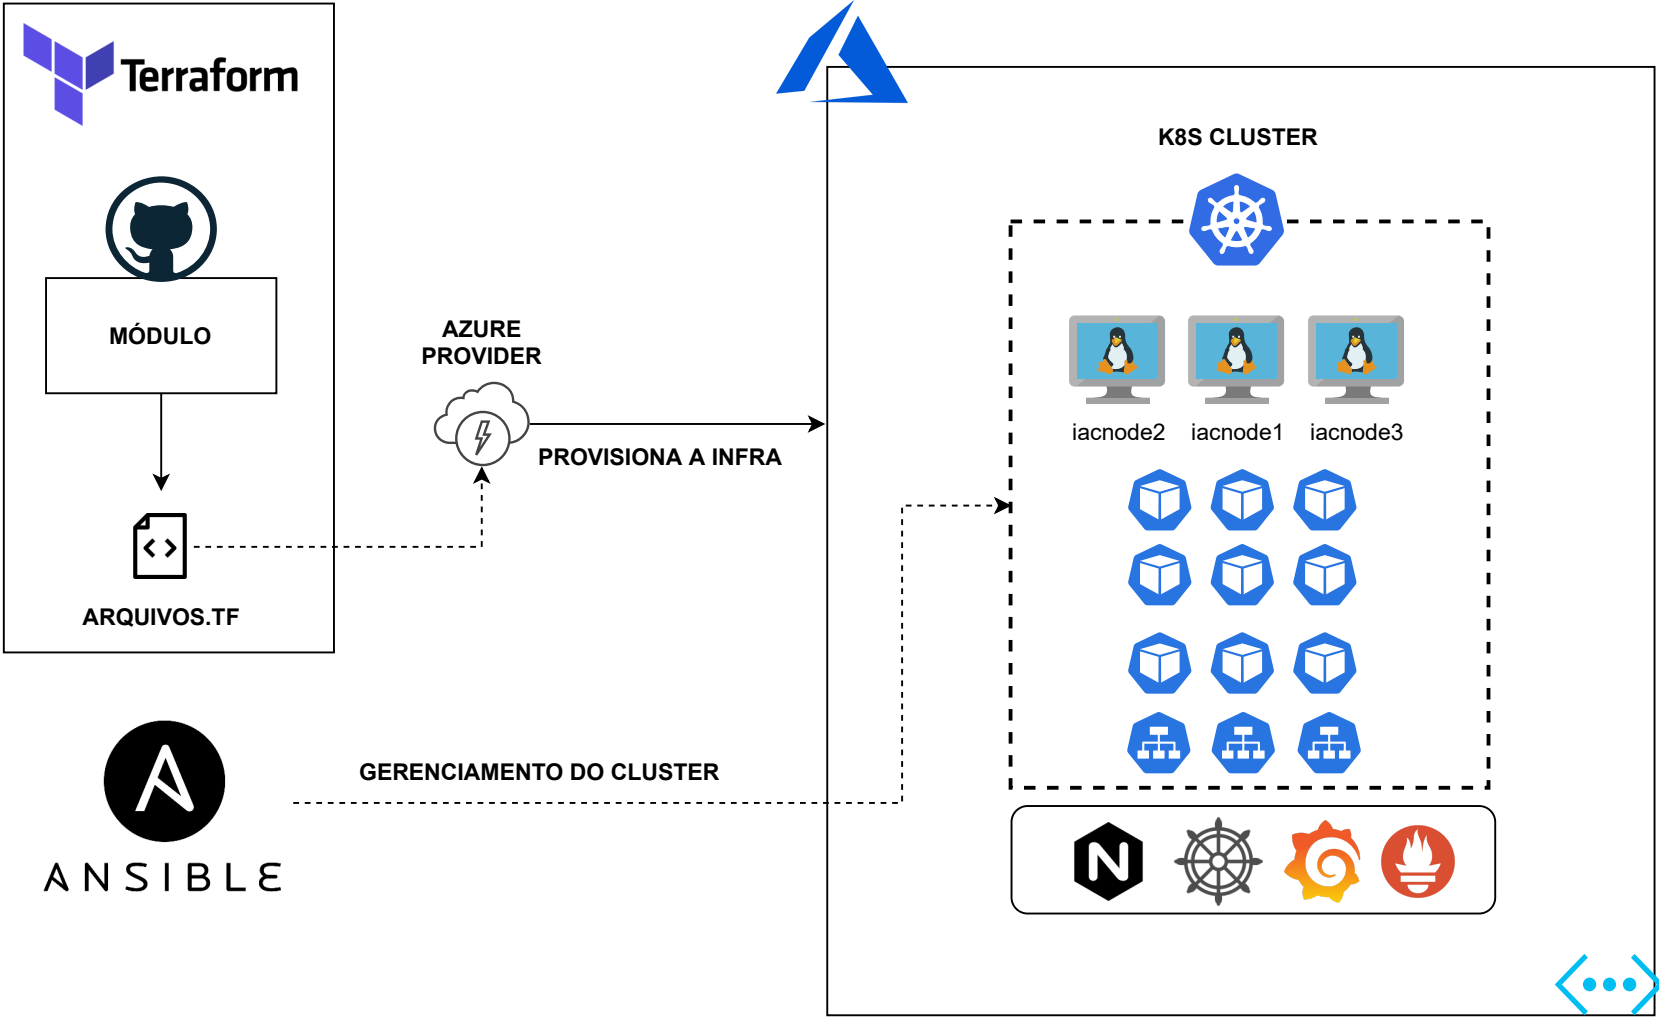 Terraform
MÓDULO
ARQUIVOS.TF
AZURE
PROVIDER
PROVISIONA A INFRA
GERENCIAMENTO DO CLUSTER
ANSIBLE
K8S CLUSTER
iacnode2
iacnode1
iacnode3
N